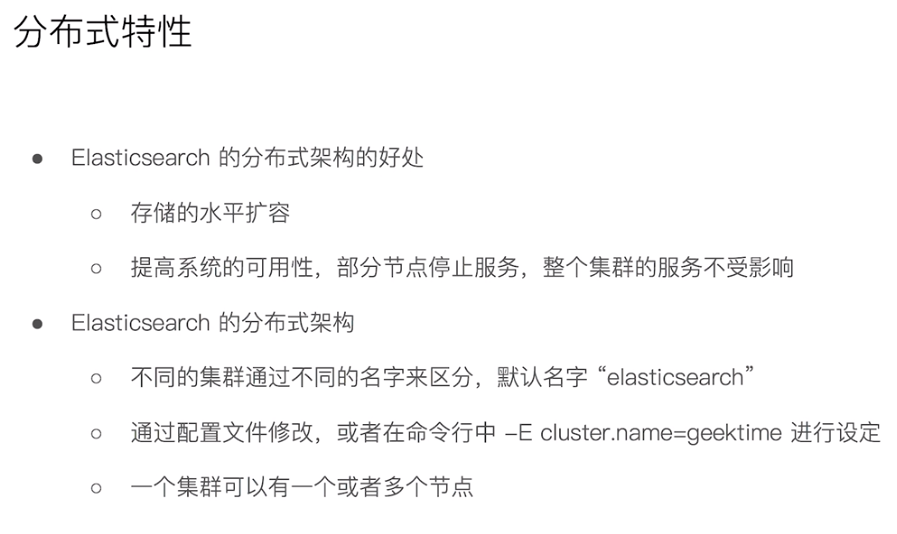 分布式特性
● Elasticsearch 的分布式架构的好处
○ 存储的水平扩容
○ 提高系统的可用性，部分节点停止服务，整个集群的服务不受影响
● Elasticsearch 的分布式架构
○ 不同的集群通过不同的名字来区分，默认名字 “elasticsearch”
○ 通过配置文件修改，或者在命令行中 -E cluster.name=geektime 进行设定
○ 一个集群可以有一个或者多个节点